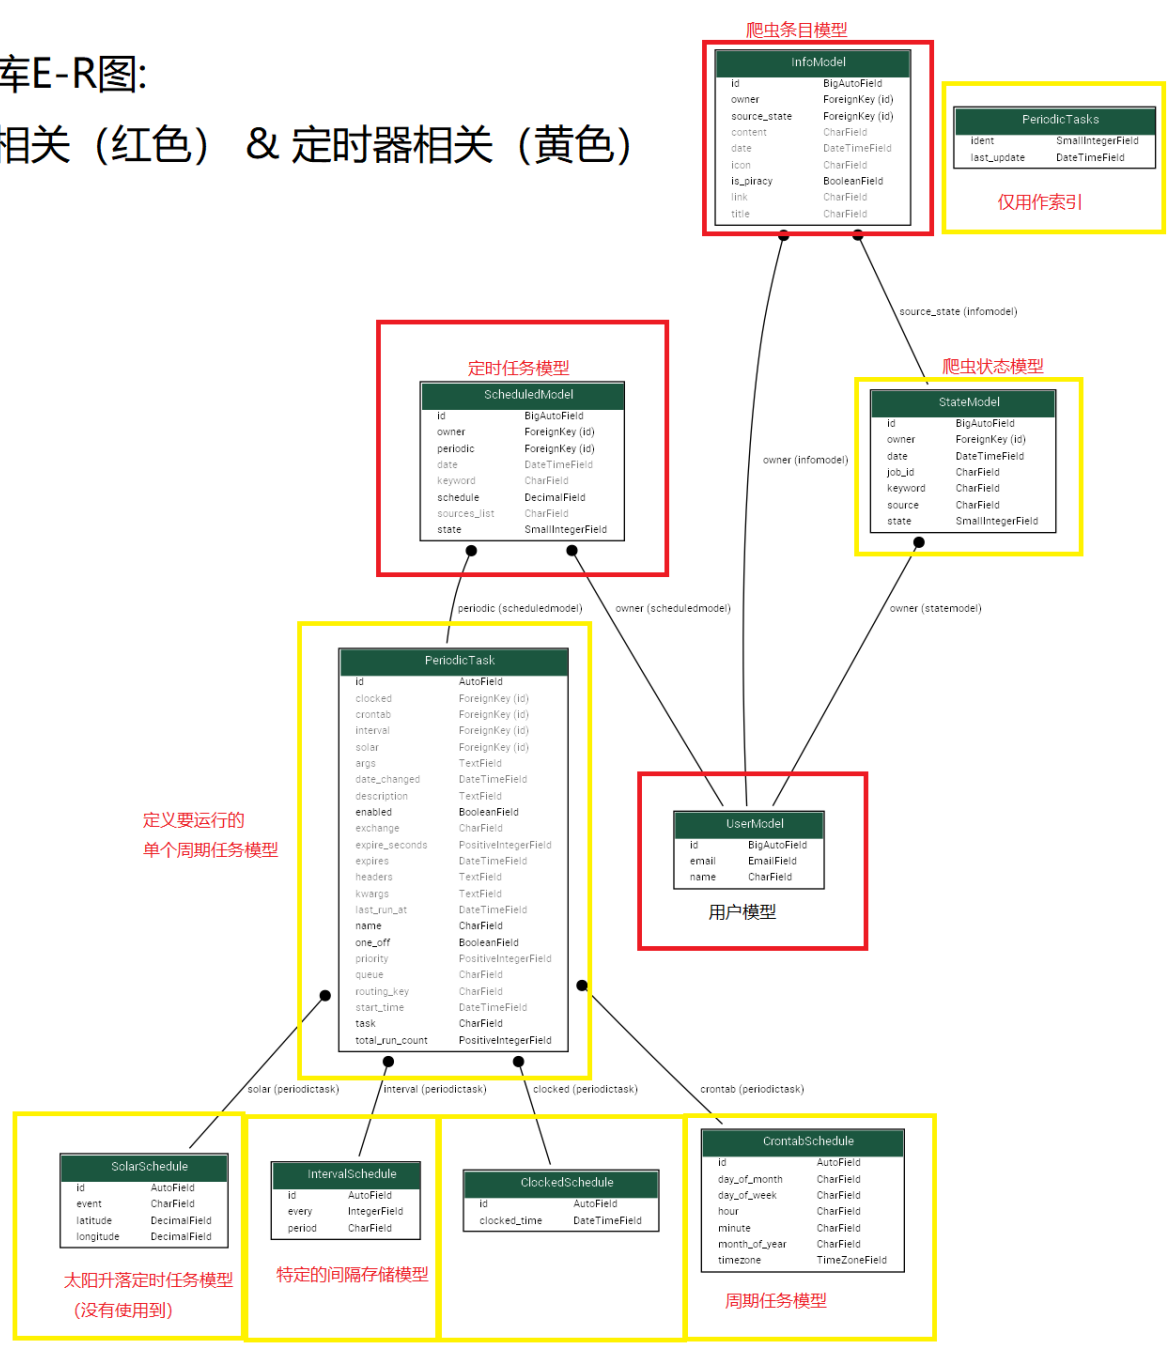 库E-R图:
相关（红色） & 定时器相关（黄色）
爬虫条目模型
InfoModel
id BigAutoField
owner ForeignKey (id)
source_state ForeignKey (id)
content CharField
date DateTimeField
icon CharField
is_piracy BooleanField
link CharField
title CharField
PeriodicTasks
ident SmallIntegerField
last_update DateTimeField
仅用作索引
source_state (infomodel)
定时任务模型
ScheduledModel
id BigAutoField
owner ForeignKey (id)
periodic ForeignKey (id)
date DateTimeField
keyword CharField
schedule DecimalField
sources_list CharField
state SmallIntegerField
爬虫状态模型
StateModel
id BigAutoField
owner ForeignKey (id)
date DateTimeField
job_id CharField
keyword CharField
source CharField
state SmallIntegerField
owner (infomodel)
periodic (scheduledmodel)
owner (scheduledmodel)
owner (statemodel)
PeriodicTask
id AutoField
clocked ForeignKey (id)
crontab ForeignKey (id)
interval ForeignKey (id)
solar ForeignKey (id)
args TextField
date_changed DateTimeField
description TextField
enabled BooleanField
exchange CharField
expire_seconds PositiveIntegerField
expires DateTimeField
headers TextField
kwargs TextField
last_run_at DateTimeField
name CharField
one_off BooleanField
priority PositiveIntegerField
queue CharField
routing_key CharField
start_time DateTimeField
task CharField
total_run_count PositiveIntegerField
定义要运行的
单个周期任务模型
UserModel
id BigAutoField
email EmailField
name CharField
用户模型
solar (periodictask)
interval (periodictask)
clocked (periodictask)
crontab (periodictask)
SolarSchedule
id AutoField
event CharField
latitude DecimalField
longitude DecimalField
太阳升落定时任务模型
（没有使用到）
IntervalSchedule
id AutoField
every IntegerField
period CharField
特定的间隔存储模型
ClockedSchedule
id AutoField
clocked_time DateTimeField
CrontabSchedule
id AutoField
day_of_month CharField
day_of_week CharField
hour CharField
minute CharField
month_of_year CharField
timezone TimeZoneField
周期任务模型